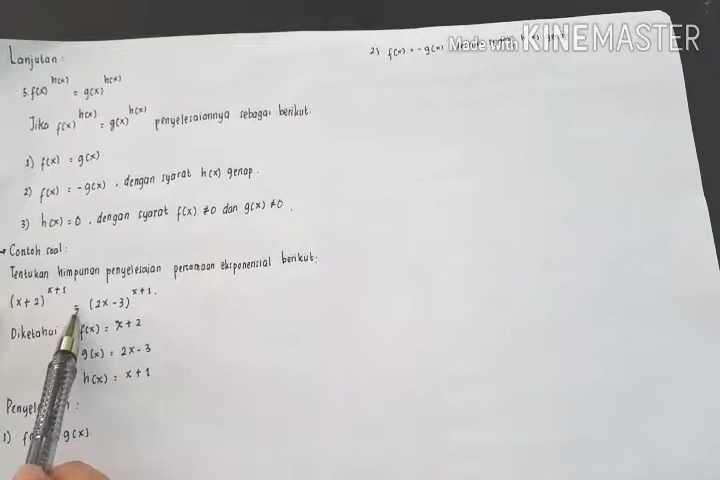 Lanjutan :
5. f(x)^h(x) = g(x)^h(x)
Jika f(x)^h(x) = g(x)^h(x) penyelesaiannya sebagai berikut.
1) f(x) = g(x)
2) f(x) = -g(x) , dengan syarat h(x) genap.
3) h(x) = 0 , dengan syarat f(x) ≠ 0 dan g(x) ≠ 0 .
Contoh soal :
Tentukan himpunan penyelesaian persamaan eksponensial berikut :
(x+2)^x+1 = (2x-3)^x+1 .
Diketahui f(x) = x+2
g(x) = 2x-3
h(x) = x+1
:
1) g(x)
2) f(x) = -g(x)
Made with KINEMASTER